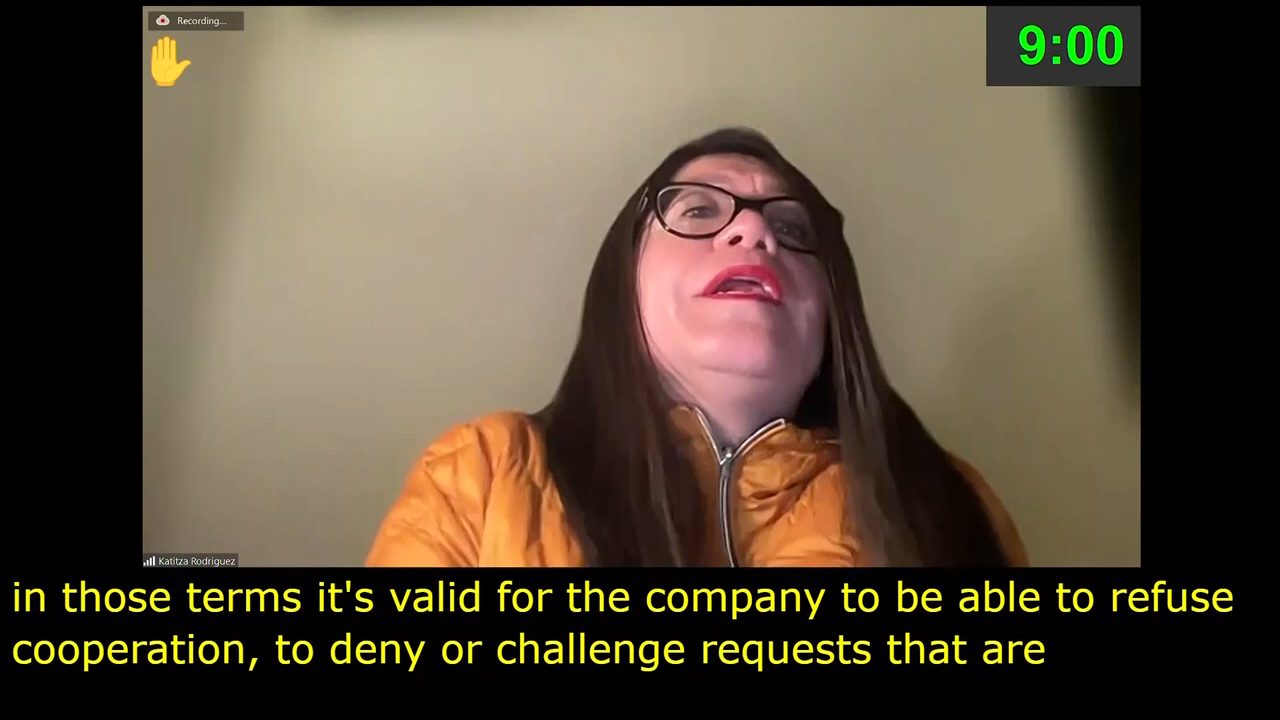 Recording...
9:00
Katitza Rodriguez
in those terms it's valid for the company to be able to refuse
cooperation, to deny or challenge requests that are